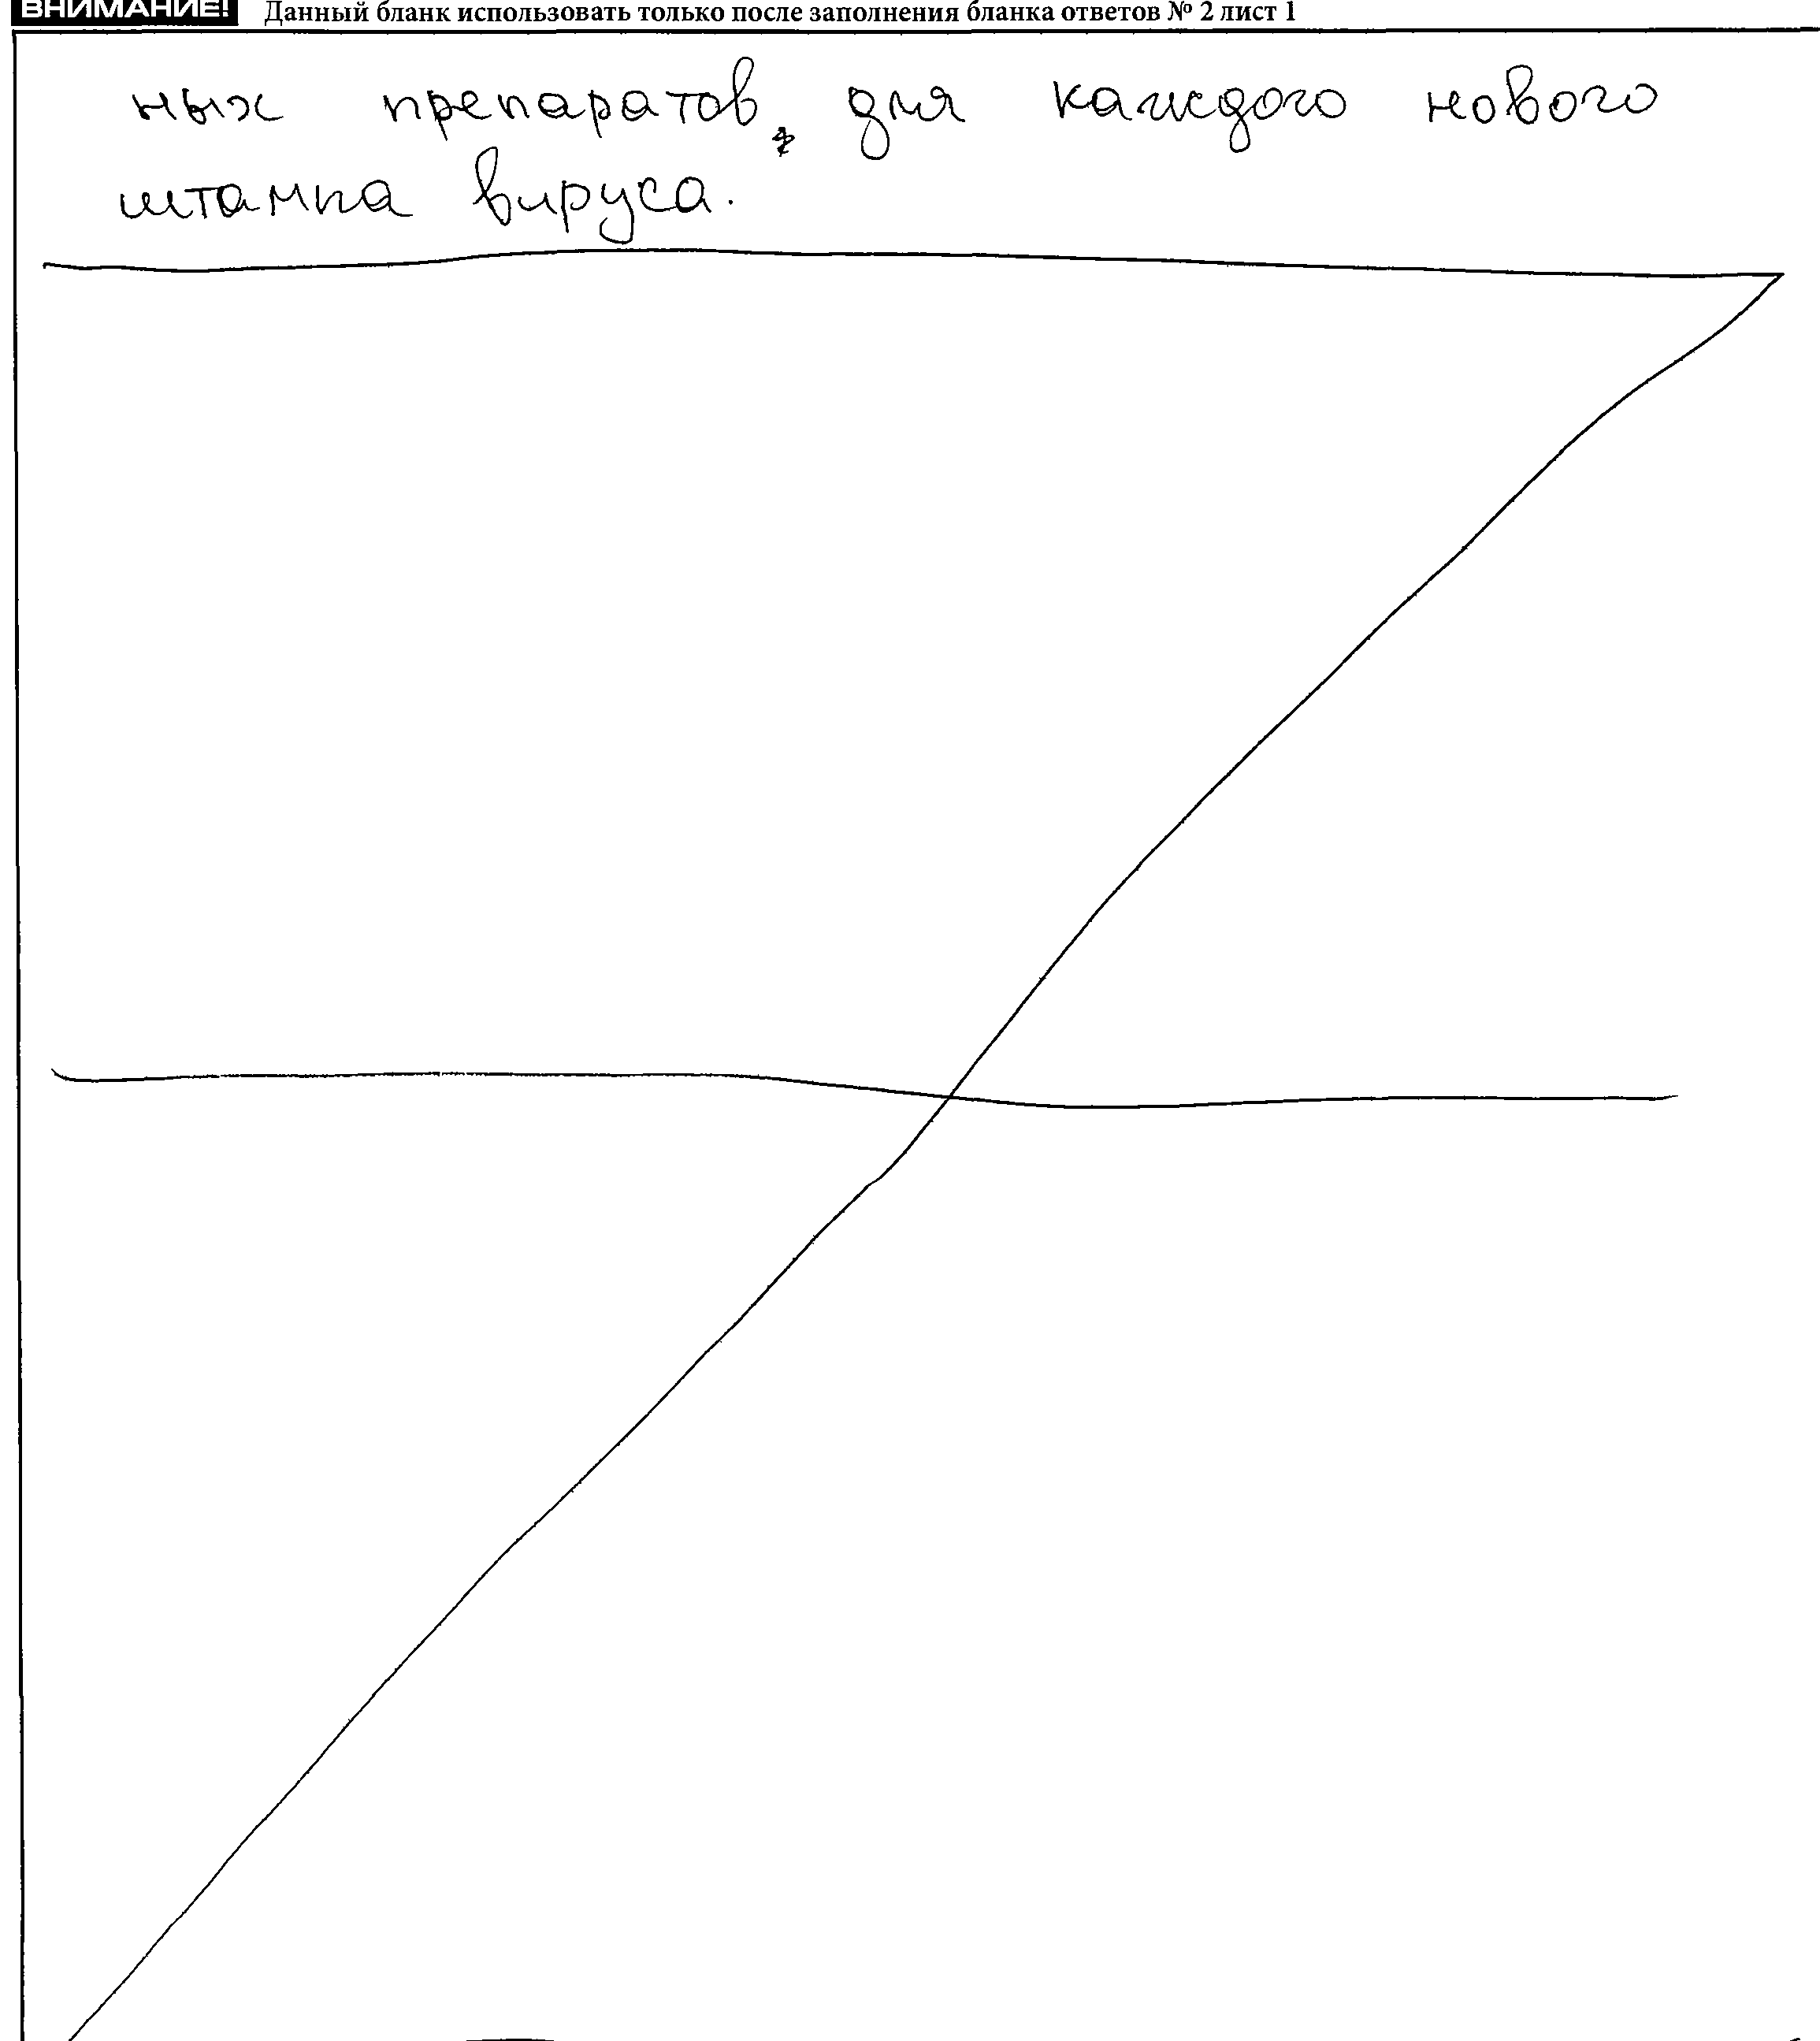 ВНИМАНИЕ! Данный бланк использовать только после заполнения бланка ответов № 2 лист 1
ных препаратов для каждого нового
штампа вируса.